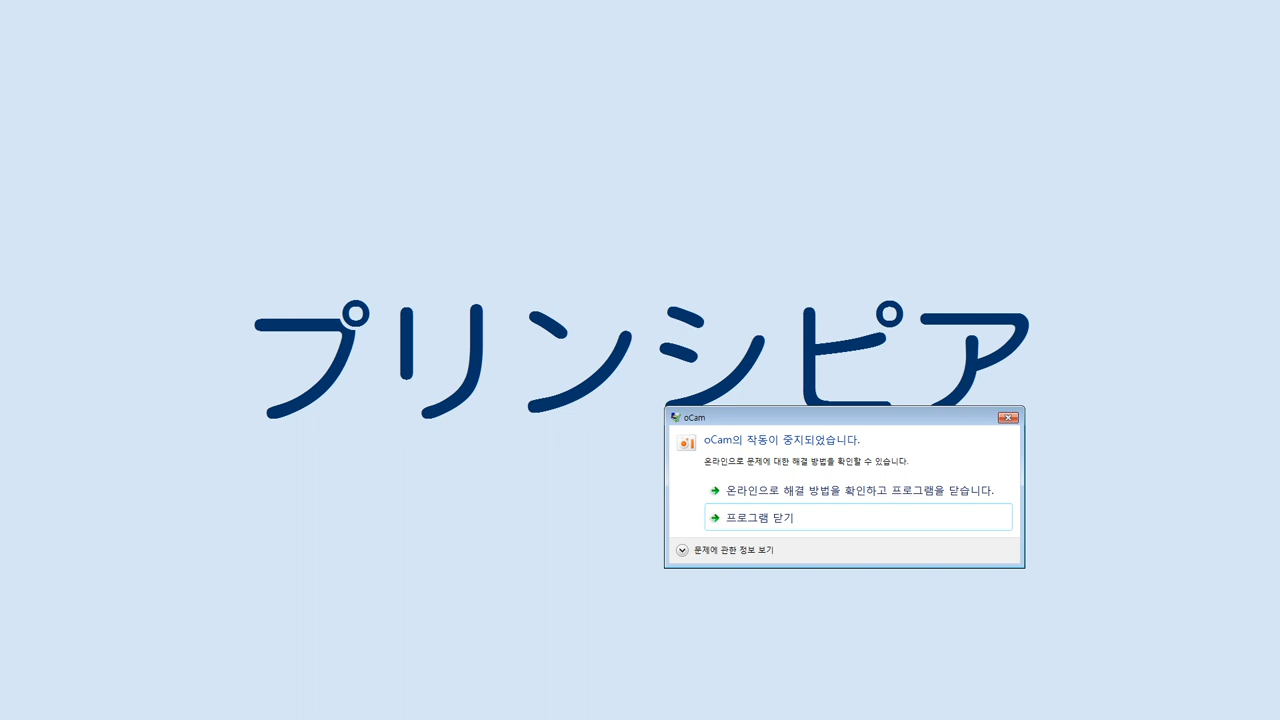 プリンシピア
oCam
oCam의 작동이 중지되었습니다.
온라인으로 문제에 대한 해결 방법을 확인할 수 있습니다.
온라인으로 해결 방법을 확인하고 프로그램을 닫습니다.
프로그램 닫기
문제에 관한 정보 보기